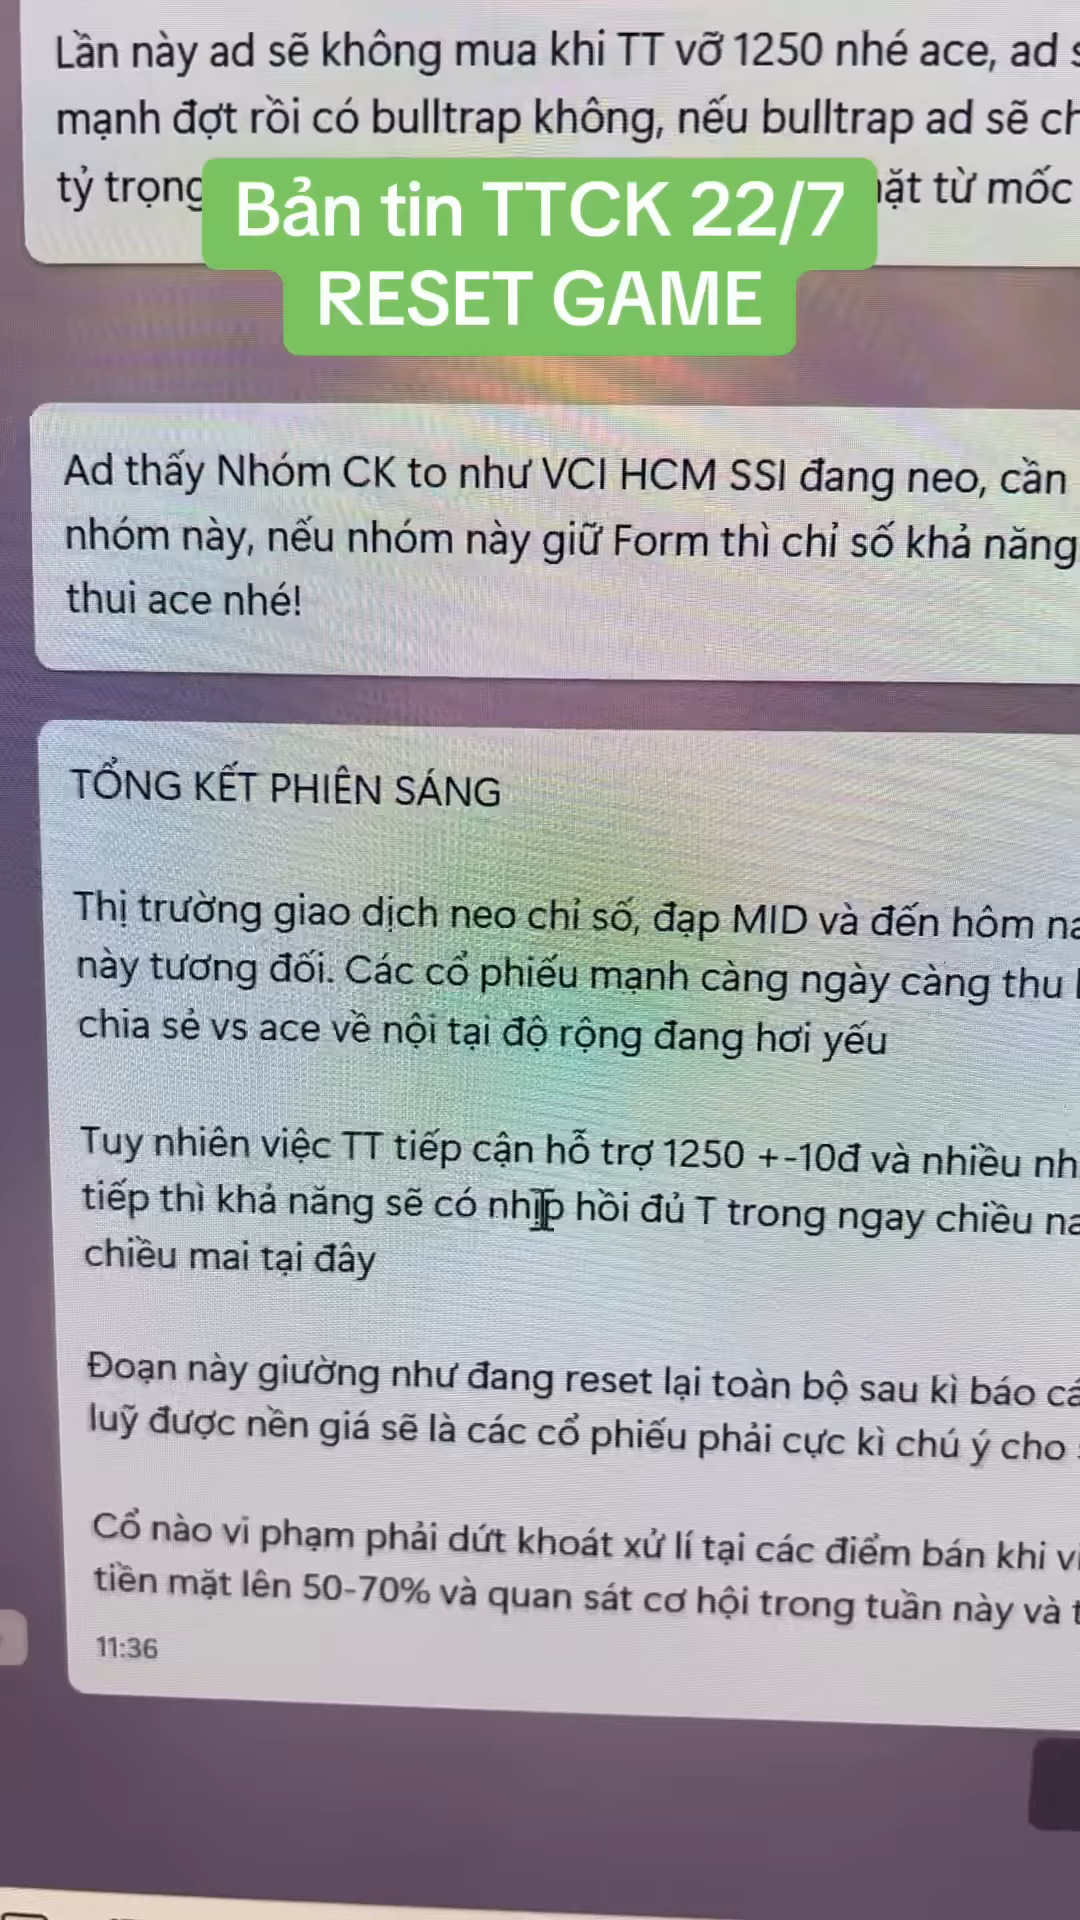 Lần này ad sẽ không mua khi TT vỡ 1250 nhé ace, ad
mạnh đợt rồi có bulltrap không, nếu bulltrap ad sẽ
tỷ trọng
từ mốc
Bản tin TTCK 22/7
RESET GAME
Ad thấy Nhóm CK to như VCI HCM SSI đang neo, cần
nhóm này, nếu nhóm này giữ Form thì chỉ số khả năng
thui ace nhé!
TỔNG KẾT PHIÊN SÁNG
Thị trường giao dịch neo chỉ số, đạp MID và đến hôm
này tương đối. Các cổ phiếu mạnh càng ngày càng thu
chia sẻ vs ace về nội tại độ rộng đang hơi yếu
Tuy nhiên việc TT tiếp cận hỗ trợ 1250 +-10đ và nhiều
tiếp thì khả năng sẽ có nhịp hồi đủ T trong ngay chiều
chiều mai tại đây
Đoạn này giường như đang reset lại toàn bộ sau kì báo
luỹ được nền giá sẽ là các cổ phiếu phải cực kì chú ý cho
Cổ nào vi phạm phải dứt khoát xử lí tại các điểm bán khi
tiền mặt lên 50-70% và quan sát cơ hội trong tuần này và
11:36